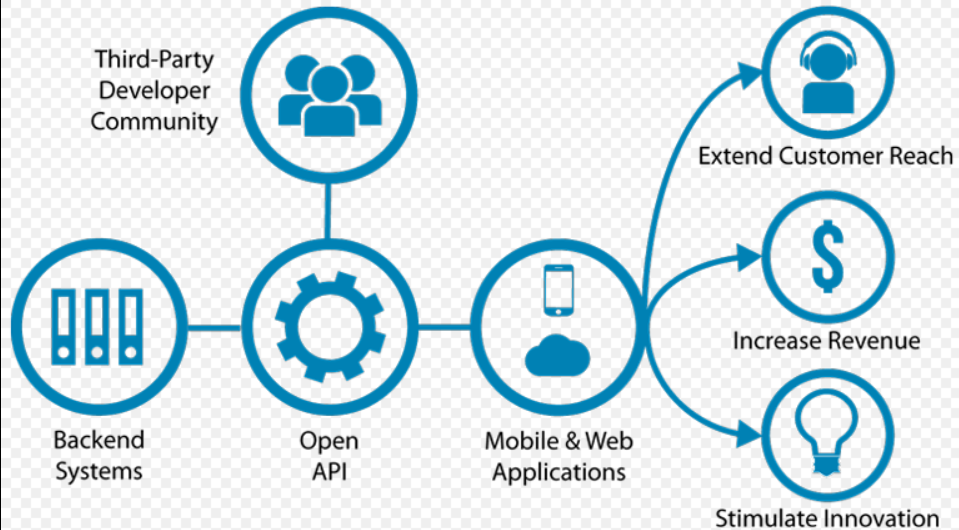 Third-Party
Developer
Community
Extend Customer Reach
Increase Revenue
Backend
Systems
Open
API
Mobile & Web
Applications
Stimulate Innovation